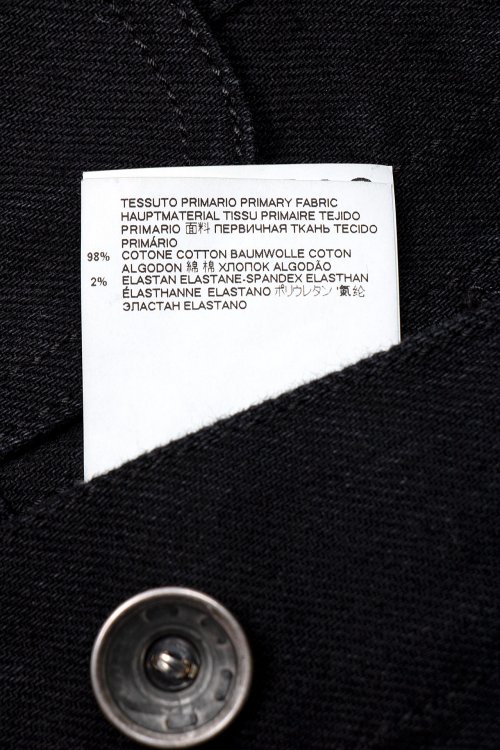 TESSUTO PRIMARIO PRIMARY FABRIC
HAUPTMATERIAL TISSU PRIMAIRE TEJIDO
PRIMARIO 面料 ПЕРВИЧНАЯ ТКАНЬ TECIDO
PRIMÁRIO
98% COTONE COTTON BAUMWOLLE COTON
ALGODON 綿 棉 ХЛОПОК ALGODÃO
2% ELASTAN ELASTANE-SPANDEX ELASTHAN
ÉLASTHANNE ELASTANO ポリウレタン '氨纶
ЭЛАСТАН ELASTANO